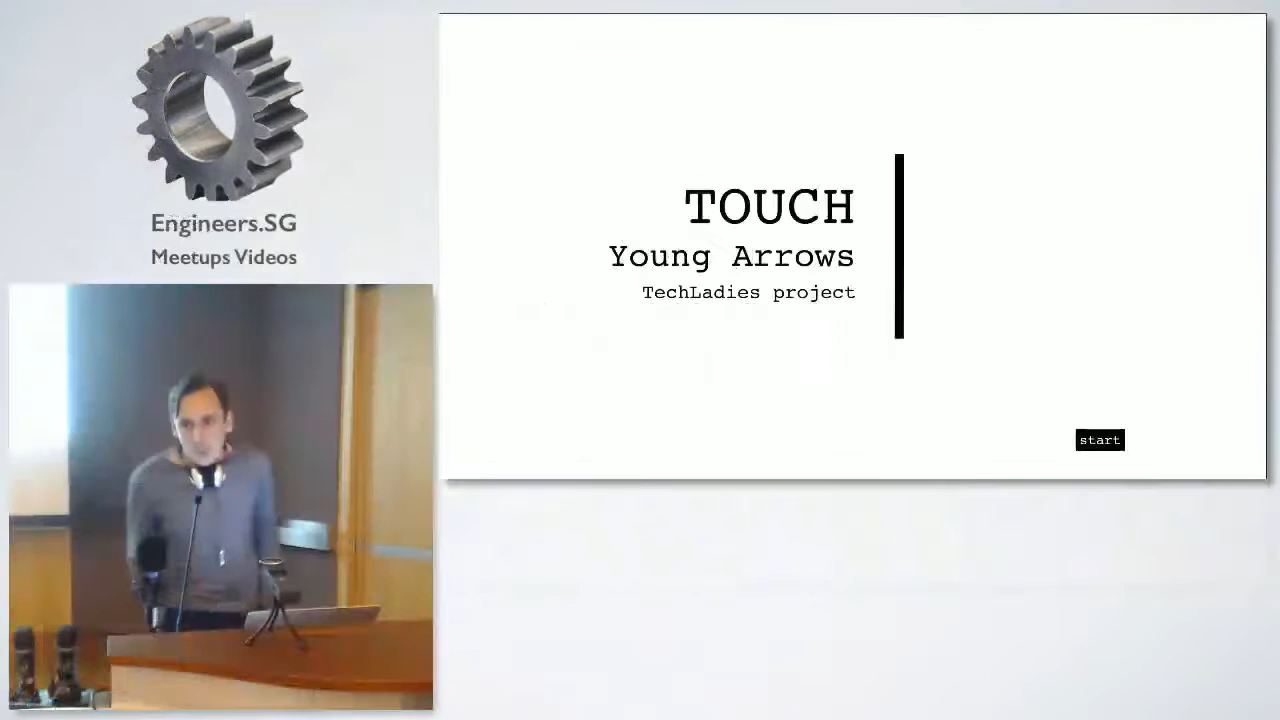 Engineers.SG
Meetups Videos
TOUCH
Young Arrows
TechLadies project
start